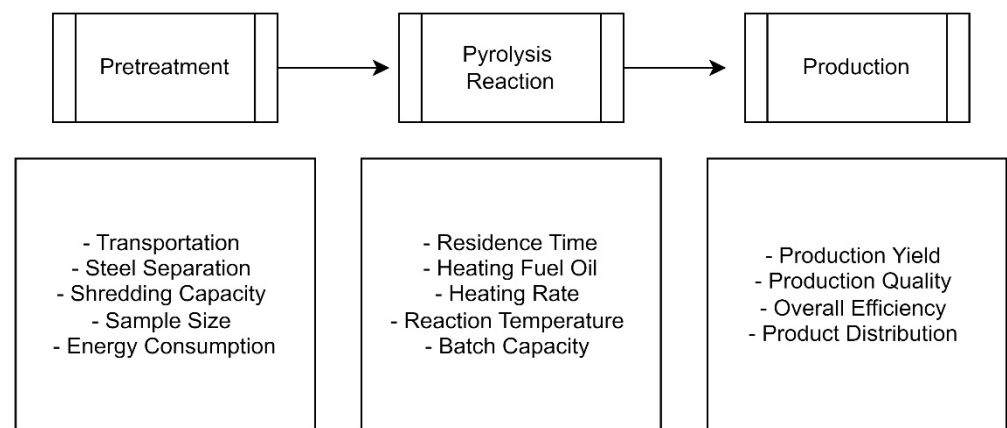 Pretreatment
Pyrolysis
Reaction
Production
- Transportation
- Steel Separation
- Shredding Capacity
- Sample Size
- Energy Consumption
- Residence Time
- Heating Fuel Oil
- Heating Rate
- Reaction Temperature
- Batch Capacity
- Production Yield
- Production Quality
- Overall Efficiency
- Product Distribution